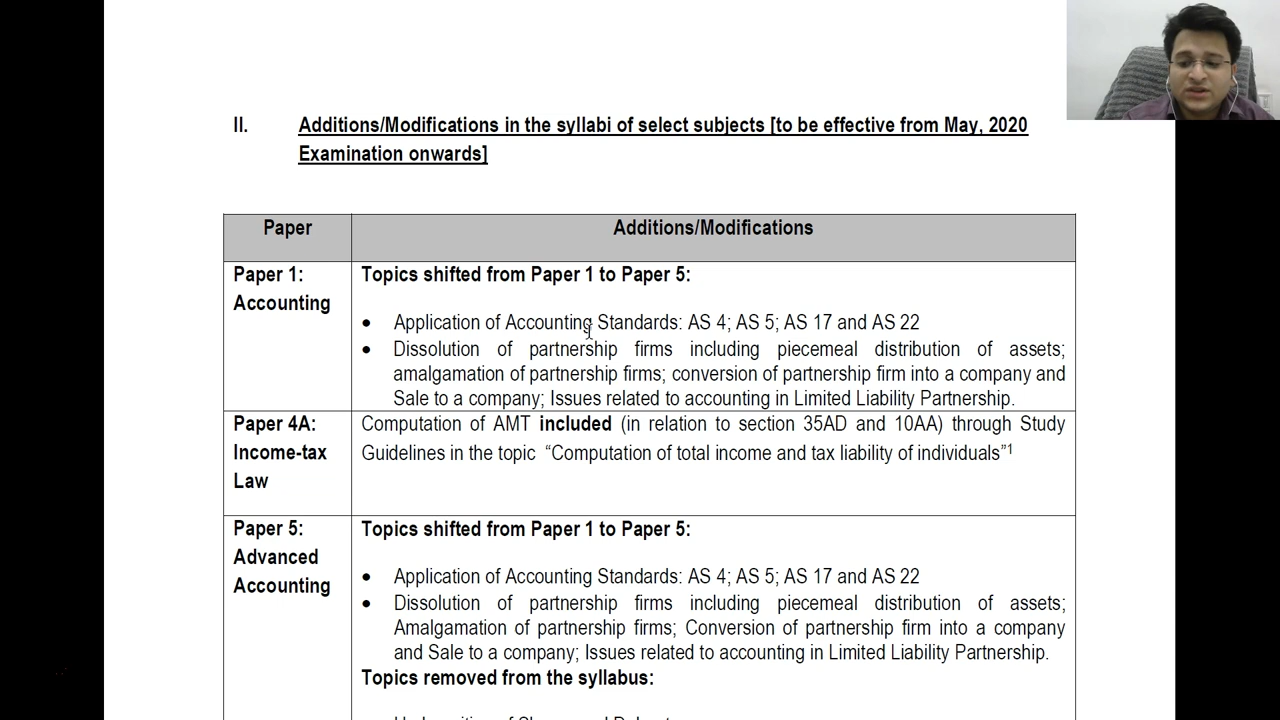 II. Additions/Modifications in the syllabi of select subjects [to be effective from May, 2020
Examination onwards]
Paper Additions/Modifications
Paper 1:
Accounting
Topics shifted from Paper 1 to Paper 5:
• Application of Accounting Standards: AS 4; AS 5; AS 17 and AS 22
• Dissolution of partnership firms including piecemeal distribution of assets;
amalgamation of partnership firms; conversion of partnership firm into a company and
Sale to a company; Issues related to accounting in Limited Liability Partnership.
Paper 4A:
Income-tax
Law
Computation of AMT included (in relation to section 35AD and 10AA) through Study
Guidelines in the topic “Computation of total income and tax liability of individuals”1
Paper 5:
Advanced
Accounting
Topics shifted from Paper 1 to Paper 5:
• Application of Accounting Standards: AS 4; AS 5; AS 17 and AS 22
• Dissolution of partnership firms including piecemeal distribution of assets;
Amalgamation of partnership firms; Conversion of partnership firm into a company
and Sale to a company; Issues related to accounting in Limited Liability Partnership.
Topics removed from the syllabus: